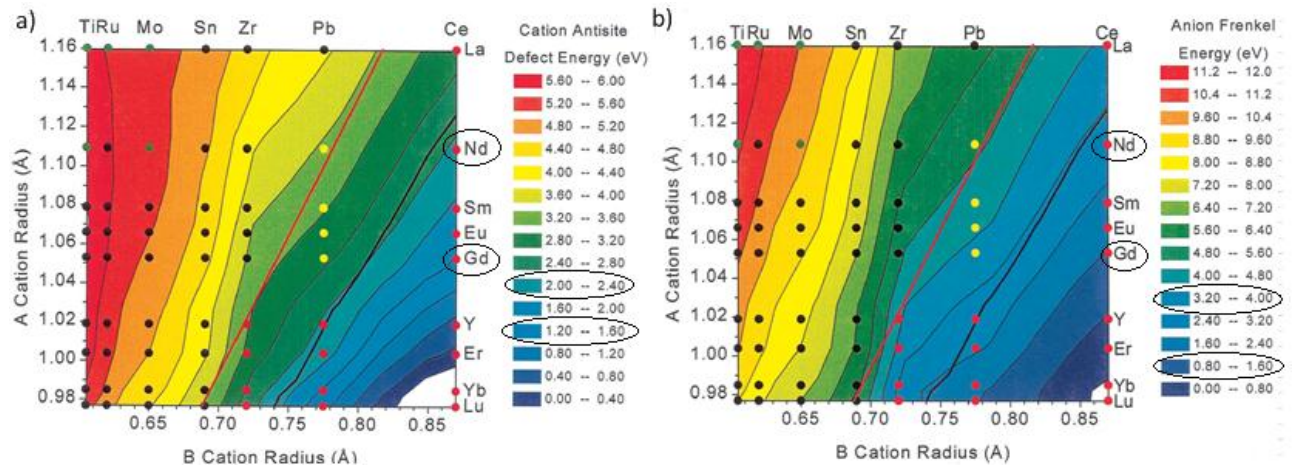 a)
TiRu Mo Sn Zr Pb Ce
Cation Antisite
Defect Energy (eV)
5.60 -- 6.00
5.20 -- 5.60
4.80 -- 5.20
4.40 -- 4.80
4.00 -- 4.40
3.60 -- 4.00
3.20 -- 3.60
2.80 -- 3.20
2.40 -- 2.80
2.00 -- 2.40
1.60 -- 2.00
1.20 -- 1.60
0.80 -- 1.20
0.40 -- 0.80
0.00 -- 0.40
La
Nd
Sm
Eu
Gd
Y
Er
Yb
Lu
A Cation Radius (Å)
1.16
1.14
1.12
1.10
1.08
1.06
1.04
1.02
1.00
0.98
0.65 0.70 0.75 0.80 0.85
B Cation Radius (Å)
b)
TiRu Mo Sn Zr Pb Ce
Anion Frenkel
Energy (eV)
11.2 -- 12.0
10.4 -- 11.2
9.60 -- 10.4
8.80 -- 9.60
8.00 -- 8.80
7.20 -- 8.00
6.40 -- 7.20
5.60 -- 6.40
4.80 -- 5.60
4.00 -- 4.80
3.20 -- 4.00
2.40 -- 3.20
1.60 -- 2.40
0.80 -- 1.60
0.00 -- 0.80
La
Nd
Sm
Eu
Gd
Y
Er
Yb
Lu
A Cation Radius (Å)
1.16
1.14
1.12
1.10
1.08
1.06
1.04
1.02
1.00
0.98
0.65 0.70 0.75 0.80 0.85
B Cation Radius (Å)